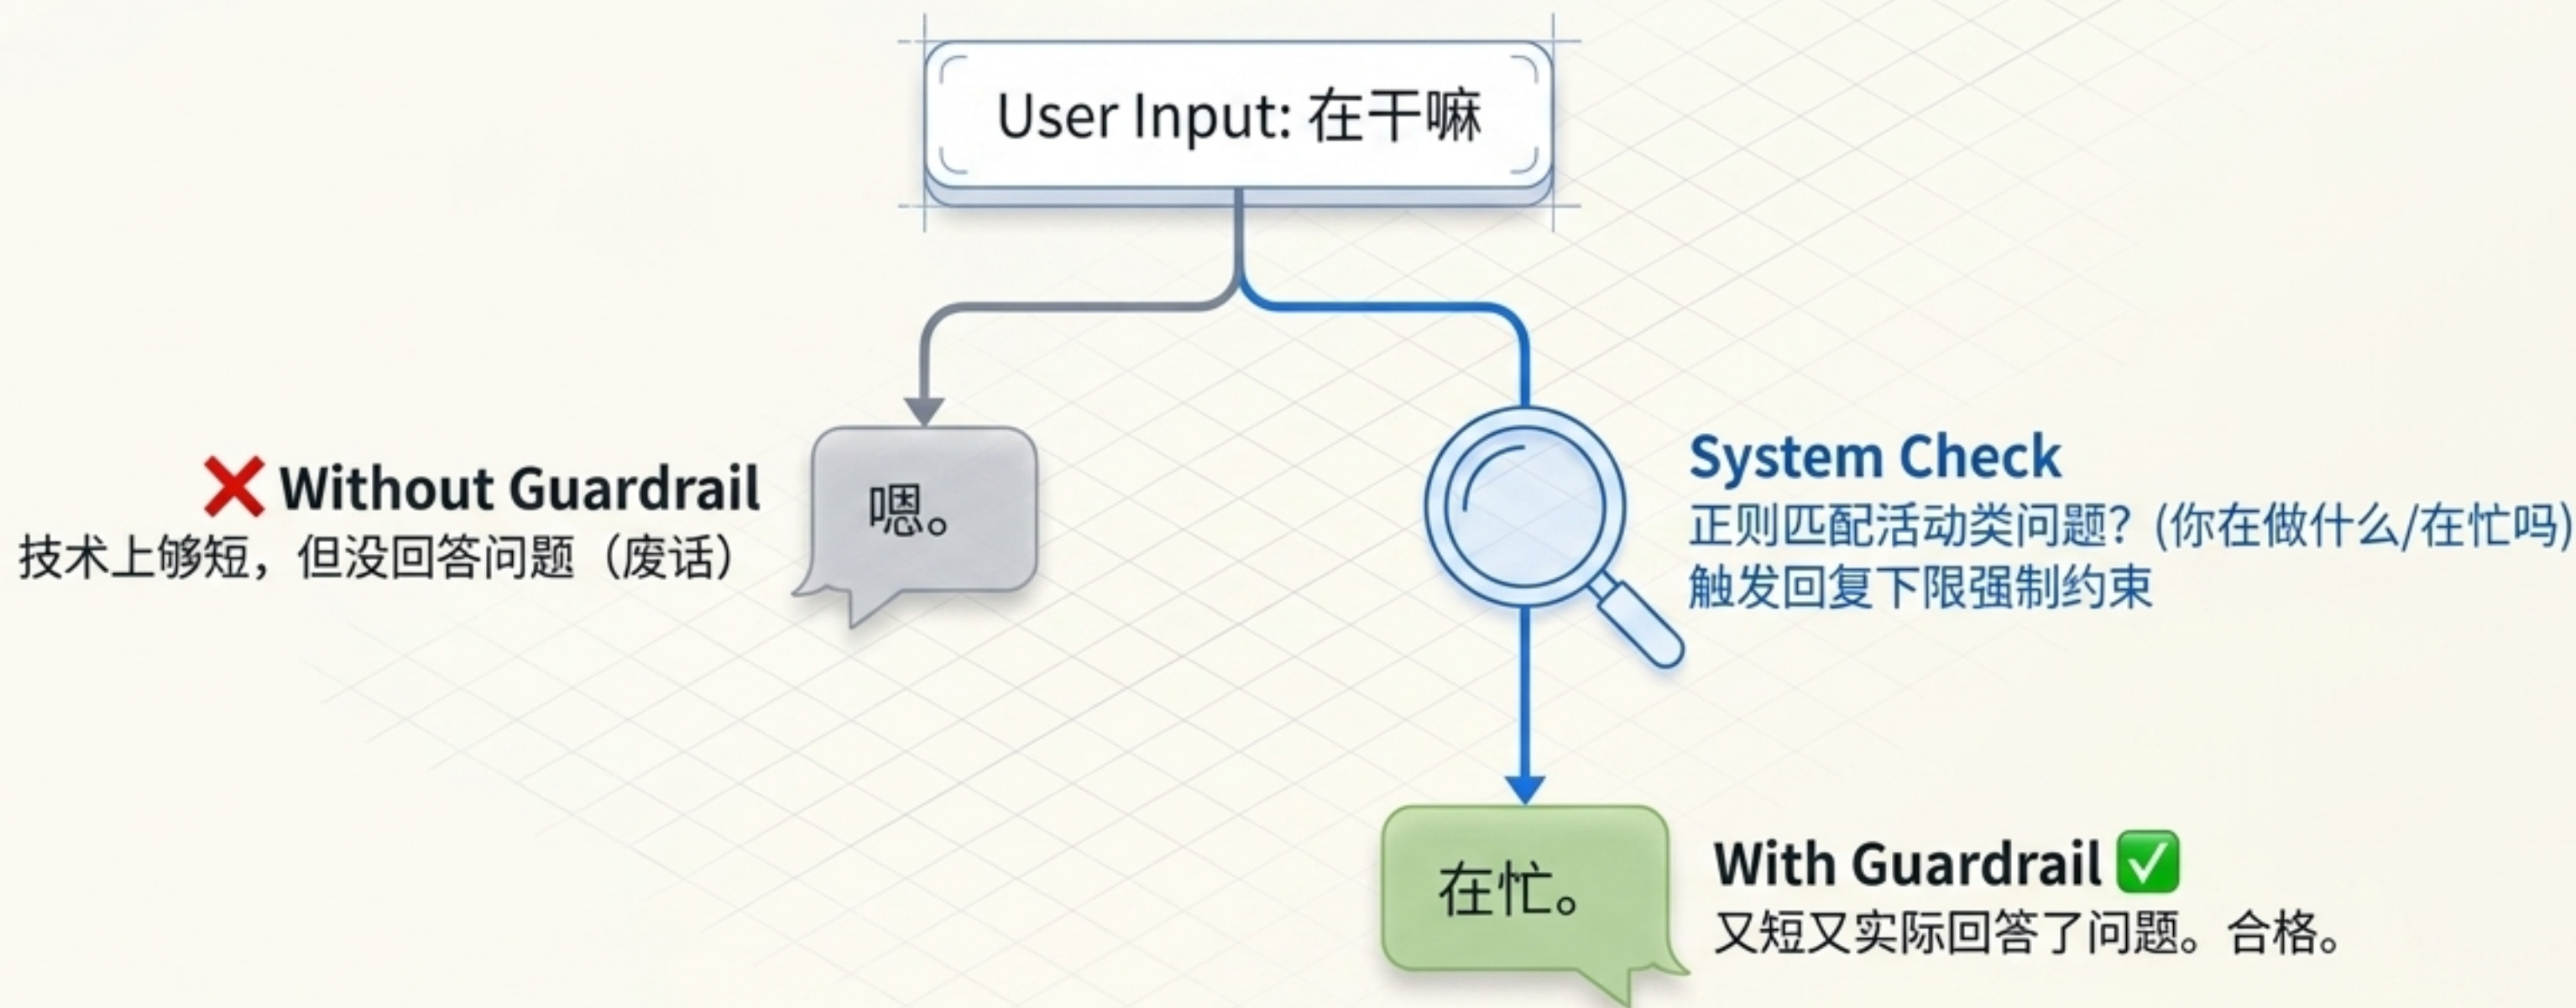 User Input: 在干嘛
❌ Without Guardrail
技术上够短，但没回答问题（废话）
嗯。
System Check
正则匹配活动类问题？(你在做什么/在忙吗)
触发回复下限强制约束
在忙。
With Guardrail ✅
又短又实际回答了问题。合格。